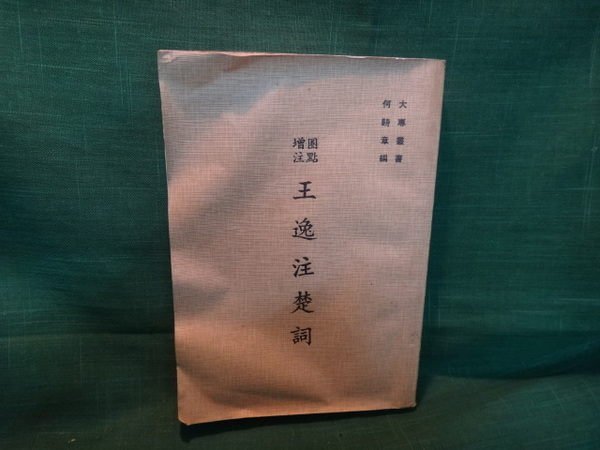 大專叢書
何錡章編
圈點
增注
王逸注楚詞